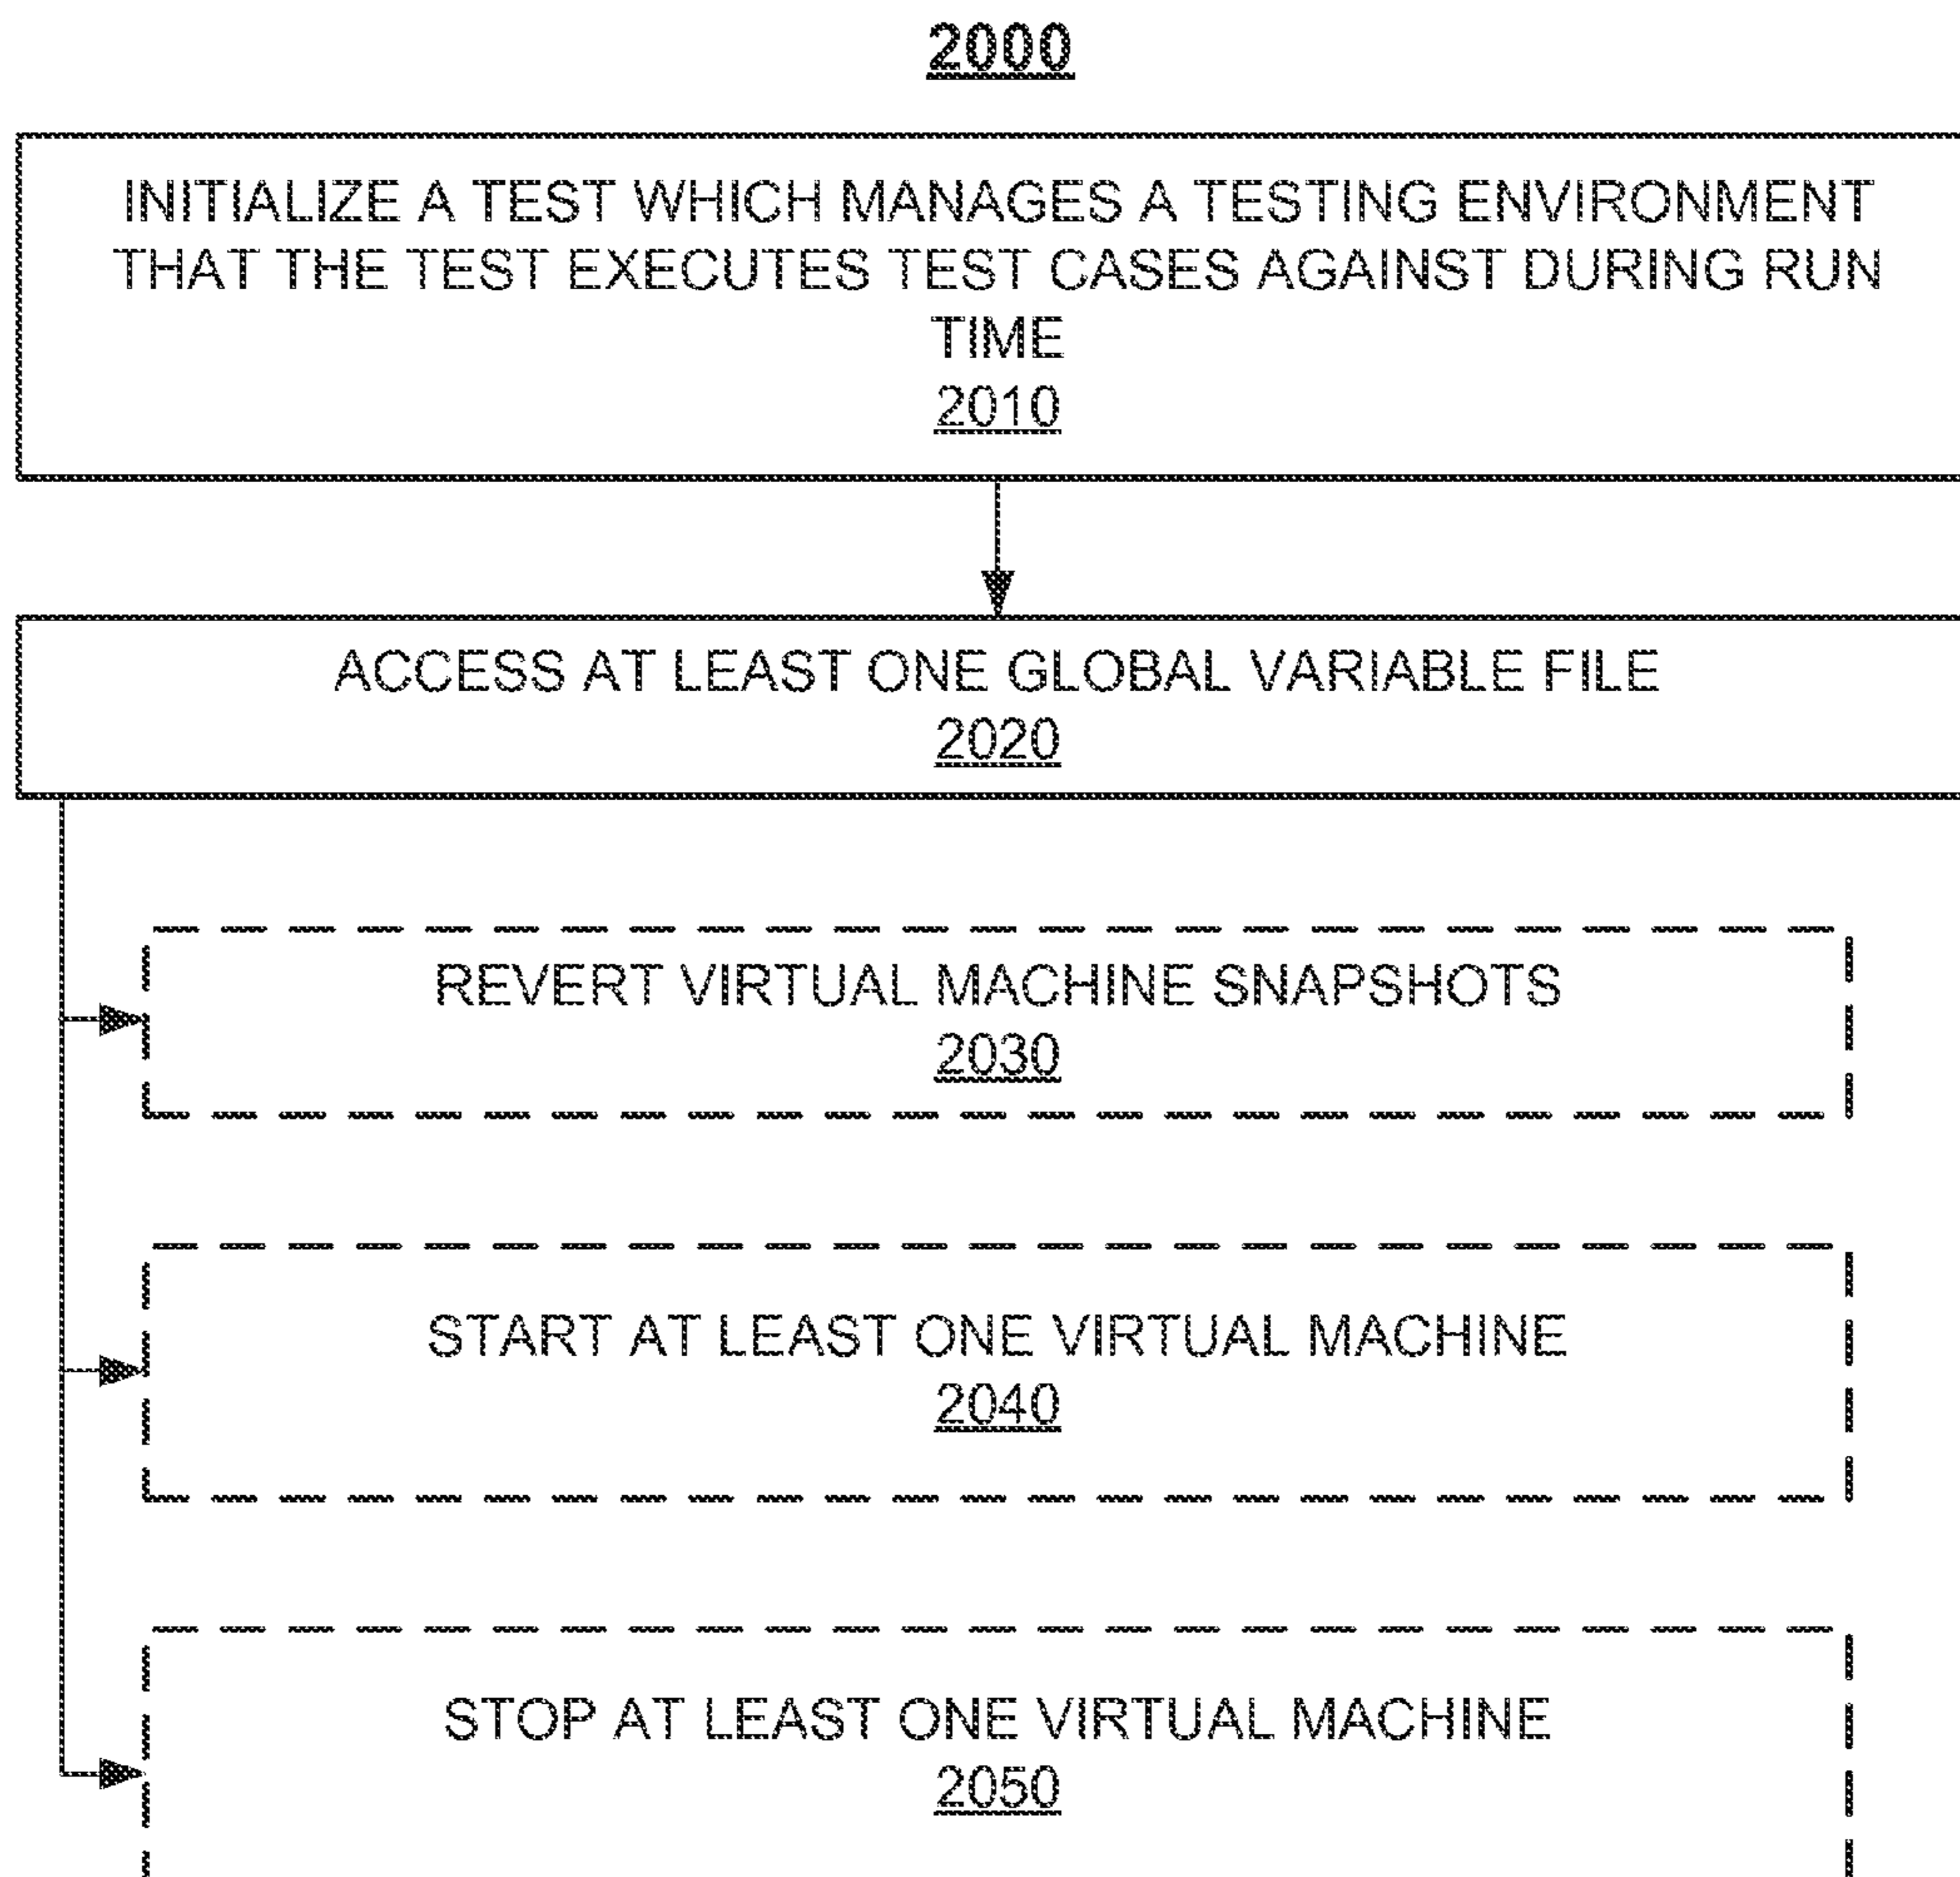 2000
INITIALIZE A TEST WHICH MANAGES A TESTING ENVIRONMENT
THAT THE TEST EXECUTES TEST CASES AGAINST DURING RUN
TIME
2010
ACCESS AT LEAST ONE GLOBAL VARIABLE FILE
2020
REVERT VIRTUAL MACHINE SNAPSHOTS
2030
START AT LEAST ONE VIRTUAL MACHINE
2040
STOP AT LEAST ONE VIRTUAL MACHINE
2050